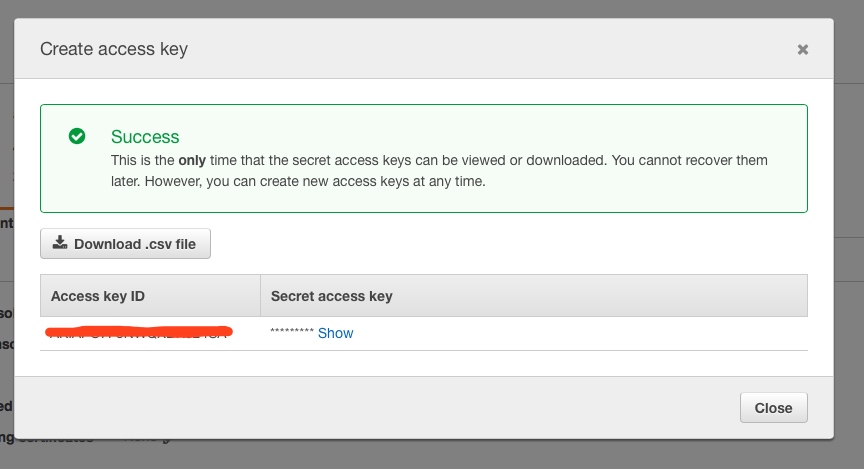 Create access key
Success
This is the only time that the secret access keys can be viewed or downloaded. You cannot recover them
later. However, you can create new access keys at any time.
Download .csv file
Access key ID
Secret access key
********* Show
Close